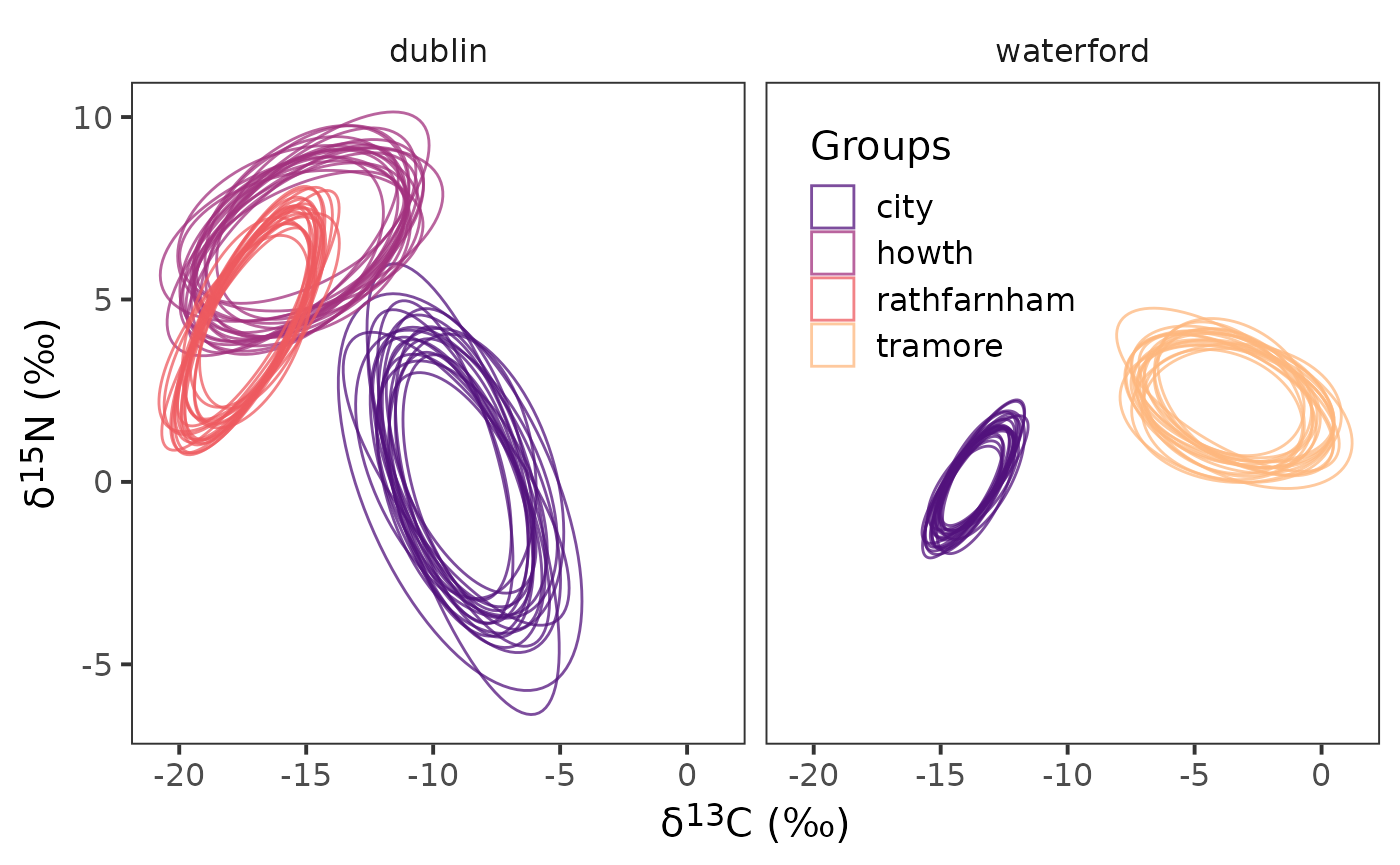 dublin
waterford
Groups
city
howth
rathfarnham
tramore
10
5
0
-5
δ¹⁵N (‰)
-20 -15 -10 -5 0
-20 -15 -10 -5 0
δ¹³C (‰)